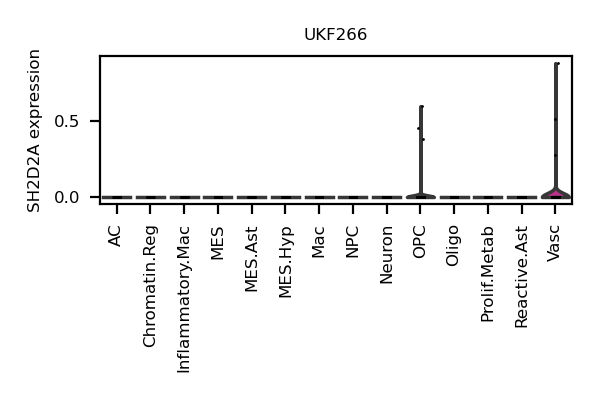 UKF266
SH2D2A expression
0.5
0.0
AC
Chromatin.Reg
Inflammatory.Mac
MES
MES.Ast
MES.Hyp
Mac
NPC
Neuron
OPC
Oligo
Prolif.Metab
Reactive.Ast
Vasc